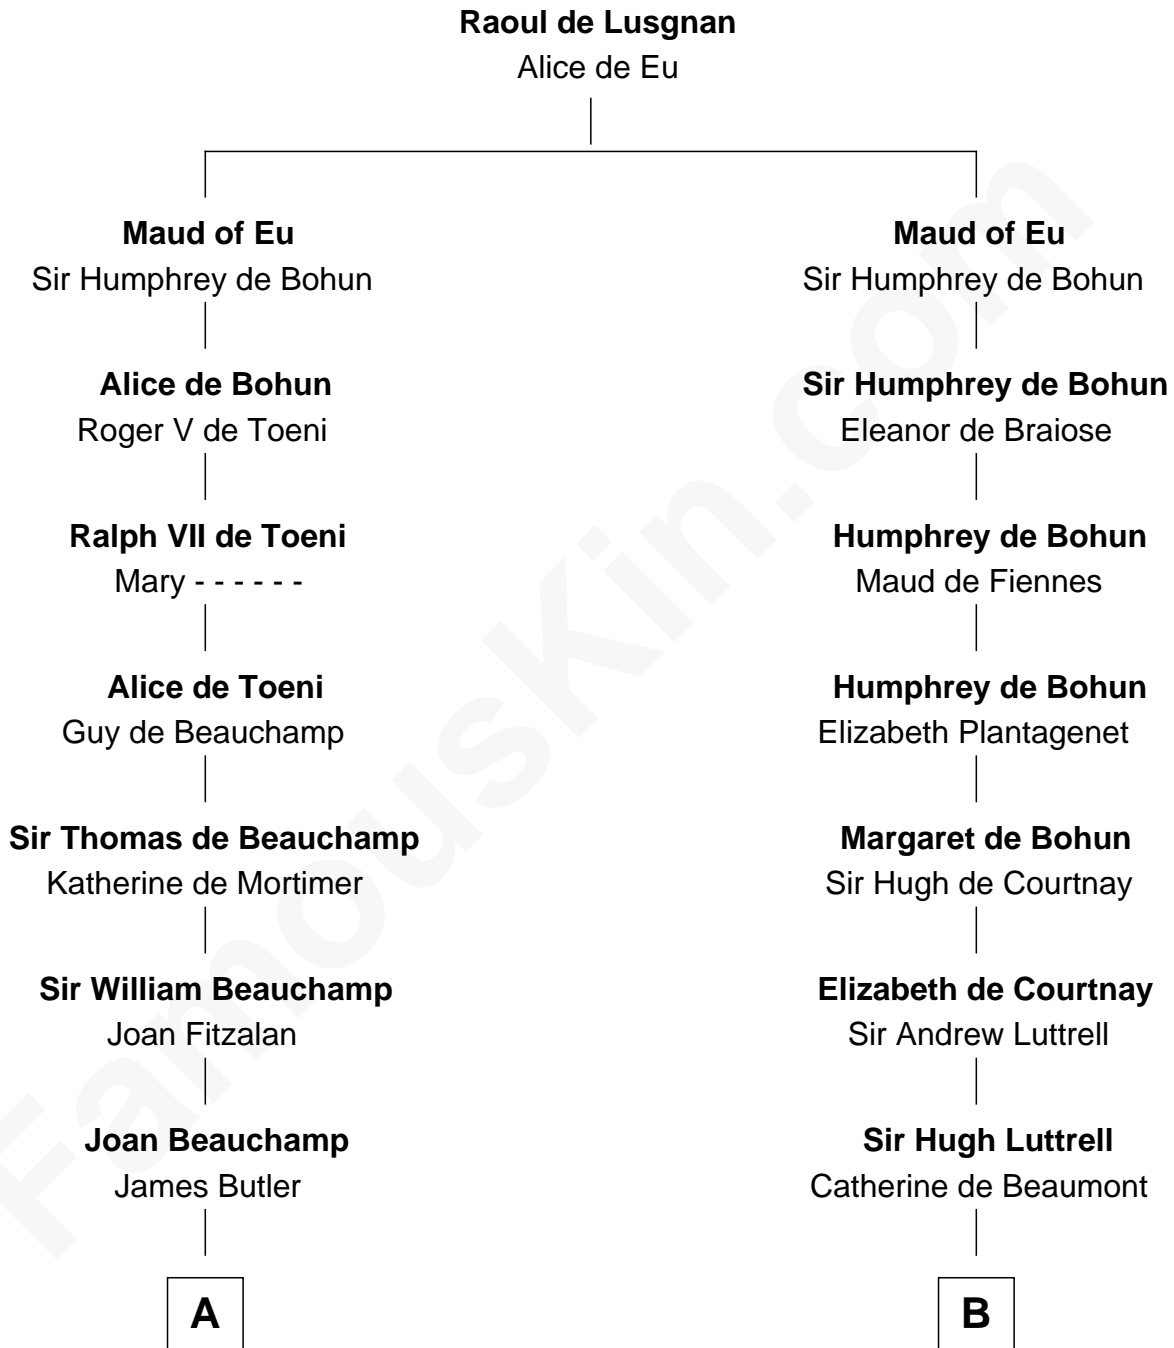 Raoul de Lusgnan
Alice de Eu
Maud of Eu
Sir Humphrey de Bohun
Maud of Eu
Sir Humphrey de Bohun
Alice de Bohun
Roger V de Toeni
Sir Humphrey de Bohun
Eleanor de Braiose
Ralph VII de Toeni
Mary - - - - - -
Humphrey de Bohun
Maud de Fiennes
Alice de Toeni
Guy de Beauchamp
Humphrey de Bohun
Elizabeth Plantagenet
Sir Thomas de Beauchamp
Katherine de Mortimer
Margaret de Bohun
Sir Hugh de Courtnay
Sir William Beauchamp
Joan Fitzalan
Elizabeth de Courtnay
Sir Andrew Luttrell
Joan Beauchamp
James Butler
Sir Hugh Luttrell
Catherine de Beaumont
A
B
FamousKin.com